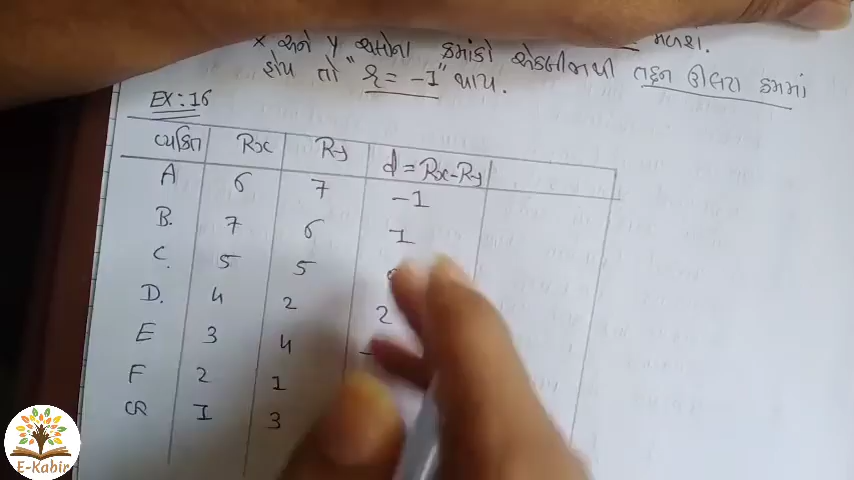 મળશે.
X અને Y ચલોના ક્રમાંકો એકબીજાથી તદ્દન ઊલટા ક્રમમાં
હોય તો "r = -1" થાય.
EX : 16
વ્યક્તિ Rx Ry d = Rx-Ry
A 6 7 -1
B. 7 6 1
C. 5 5
D. 4 2 2
E 3 4 -
F 2 1
G 1 3
E-Kabir